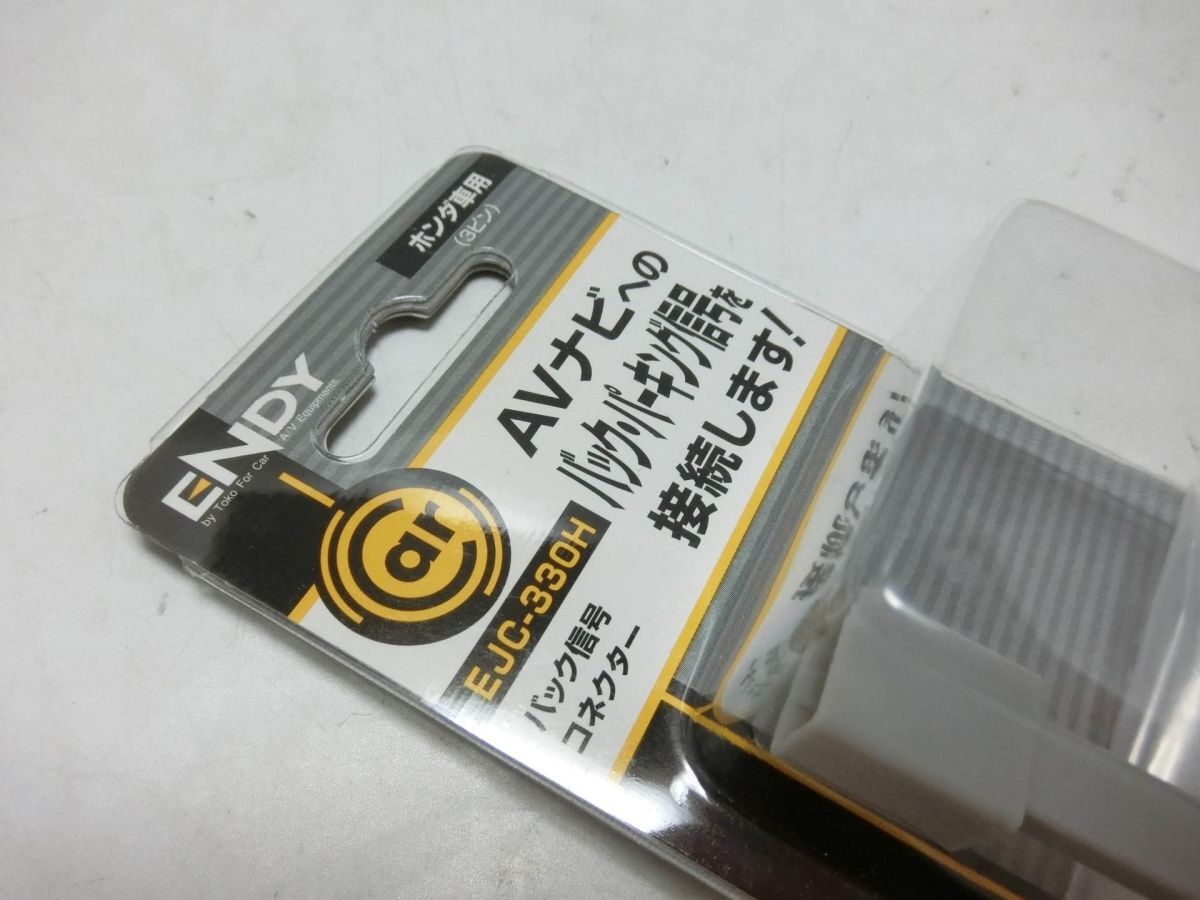 ホンダ車用
(3ピン)
ENDY
by Toko For Car A/V Equipments
Car
AVナビへの
バック・パーキング信号を
接続します!
EJC-330H
バック信号
コネクター